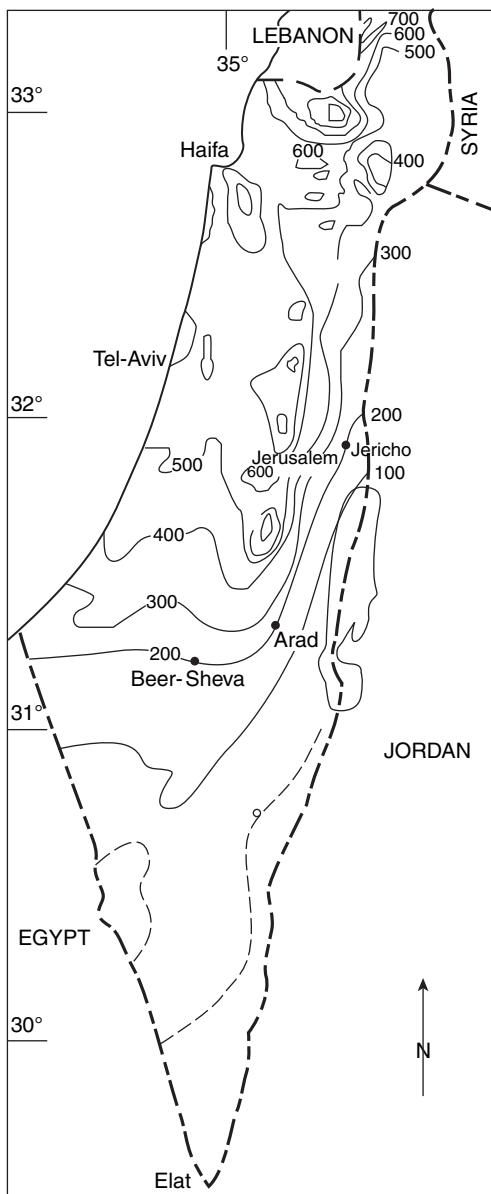 LEBANON
700
600
500
35°
33°
SYRIA
Haifa
600
400
300
Tel-Aviv
32°
200
Jerusalem
Jericho
500
600
100
400
300
Arad
200
Beer-Sheva
31°
JORDAN
EGYPT
30°
N
Elat